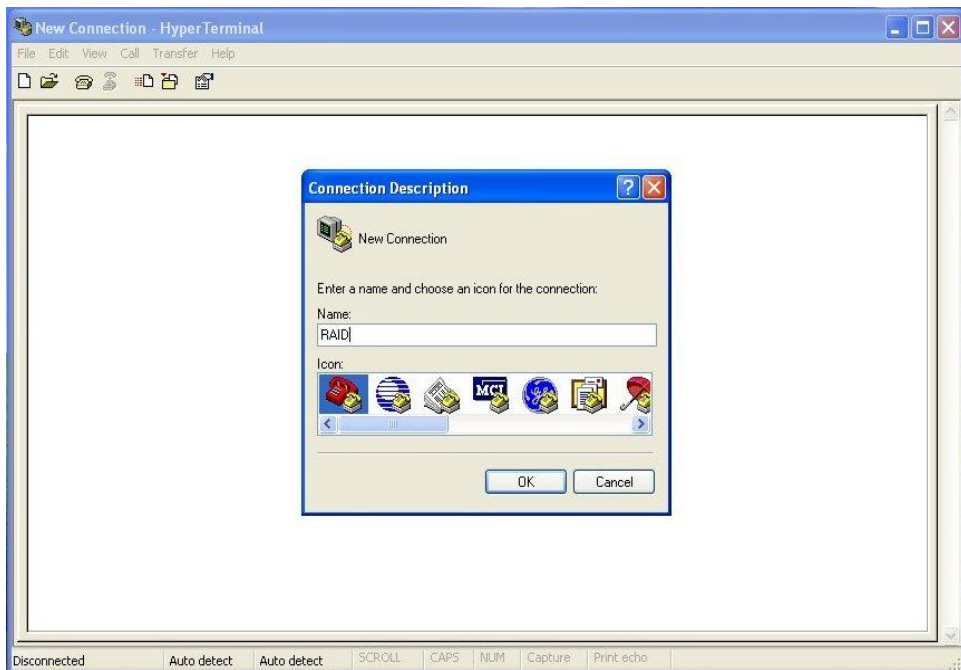 New Connection - HyperTerminal
File Edit View Call Transfer Help
Connection Description
New Connection
Enter a name and choose an icon for the connection:
Name:
RAID
Icon:
MCI
OK Cancel
Disconnected Auto detect Auto detect SCROLL CAPS NUM Capture Print echo